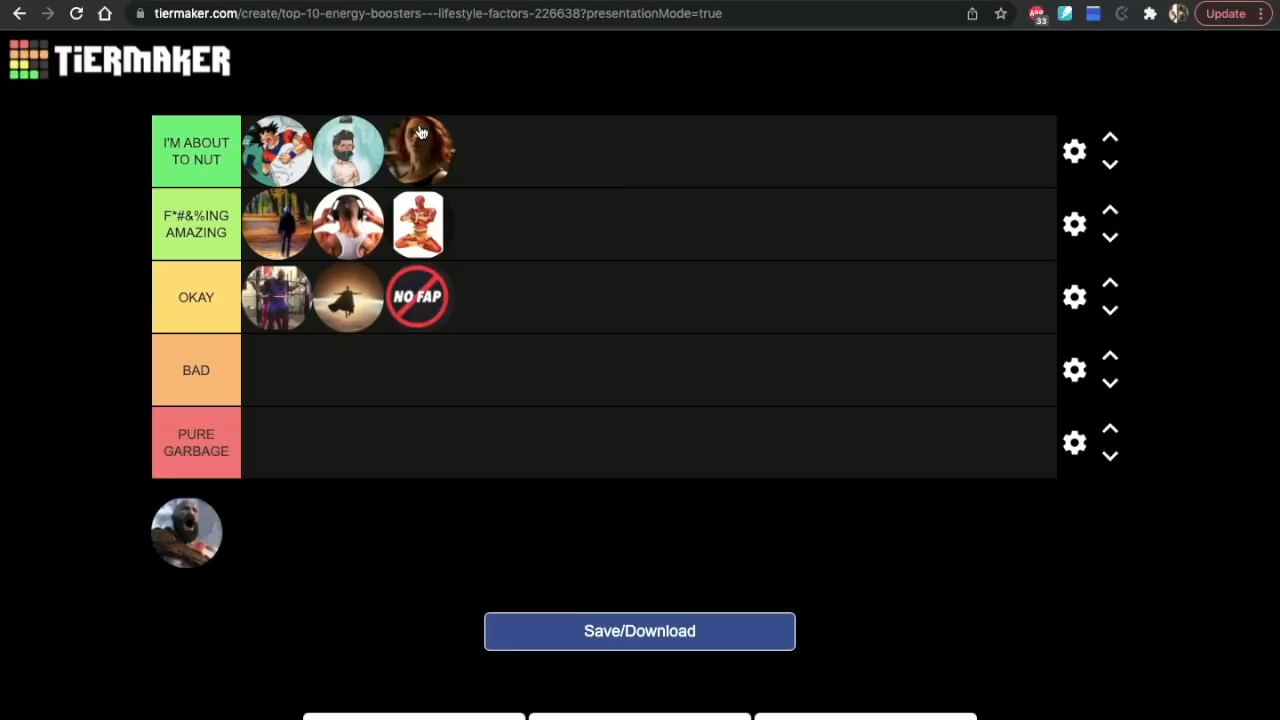 tiermaker.com/create/top-10-energy-boosters---lifestyle-factors-226638?presentationMode=true
33
Update
TiERMAKER
I'M ABOUT
TO NUT
F*#&%ING
AMAZING
OKAY
NO FAP
BAD
PURE
GARBAGE
Save/Download